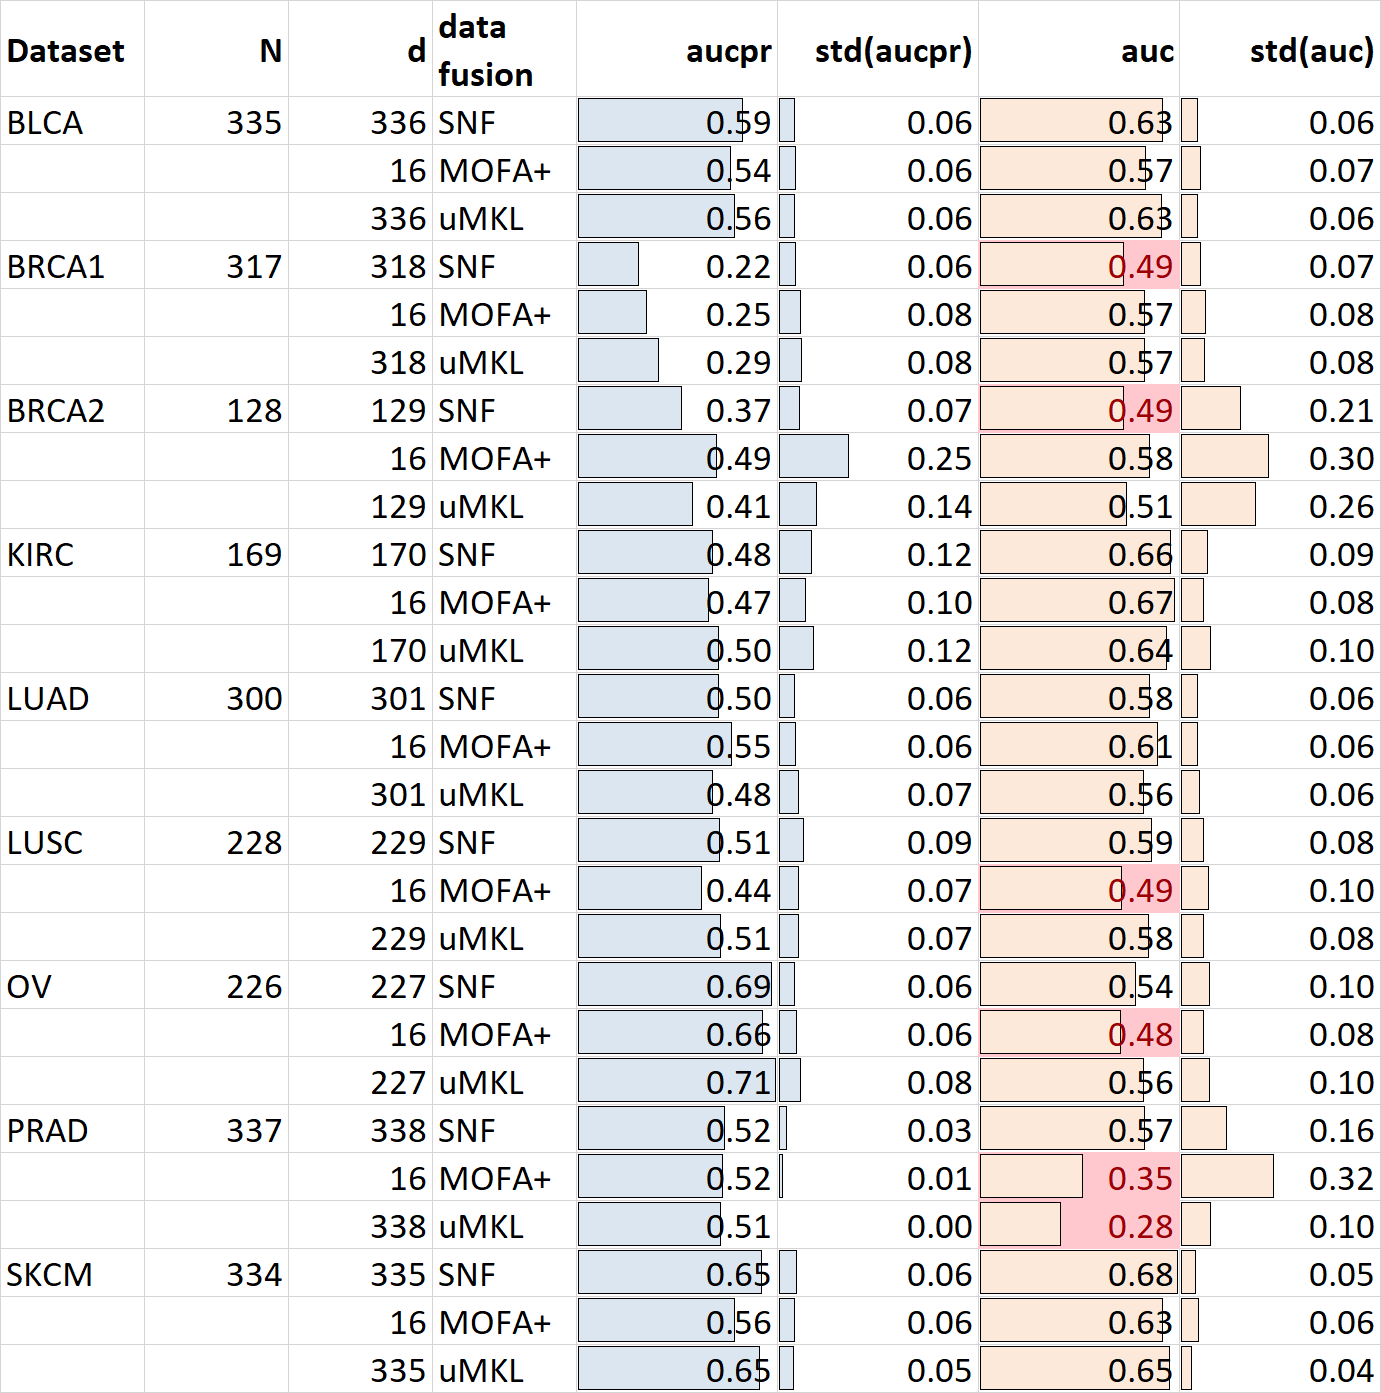 Dataset N d data fusion aucpr std(aucpr) auc std(auc)
BLCA 335 336 SNF 0.59 0.06 0.63 0.06
16 MOFA+ 0.54 0.06 0.57 0.07
336 uMKL 0.56 0.06 0.63 0.06
BRCA1 317 318 SNF 0.22 0.06 0.49 0.07
16 MOFA+ 0.25 0.08 0.57 0.08
318 uMKL 0.29 0.08 0.57 0.08
BRCA2 128 129 SNF 0.37 0.07 0.49 0.21
16 MOFA+ 0.49 0.25 0.58 0.30
129 uMKL 0.41 0.14 0.51 0.26
KIRC 169 170 SNF 0.48 0.12 0.66 0.09
16 MOFA+ 0.47 0.10 0.67 0.08
170 uMKL 0.50 0.12 0.64 0.10
LUAD 300 301 SNF 0.50 0.06 0.58 0.06
16 MOFA+ 0.55 0.06 0.61 0.06
301 uMKL 0.48 0.07 0.56 0.06
LUSC 228 229 SNF 0.51 0.09 0.59 0.08
16 MOFA+ 0.44 0.07 0.49 0.10
229 uMKL 0.51 0.07 0.58 0.08
OV 226 227 SNF 0.69 0.06 0.54 0.10
16 MOFA+ 0.66 0.06 0.48 0.08
227 uMKL 0.71 0.08 0.56 0.10
PRAD 337 338 SNF 0.52 0.03 0.57 0.16
16 MOFA+ 0.52 0.01 0.35 0.32
338 uMKL 0.51 0.00 0.28 0.10
SKCM 334 335 SNF 0.65 0.06 0.68 0.05
16 MOFA+ 0.56 0.06 0.63 0.06
335 uMKL 0.65 0.05 0.65 0.04